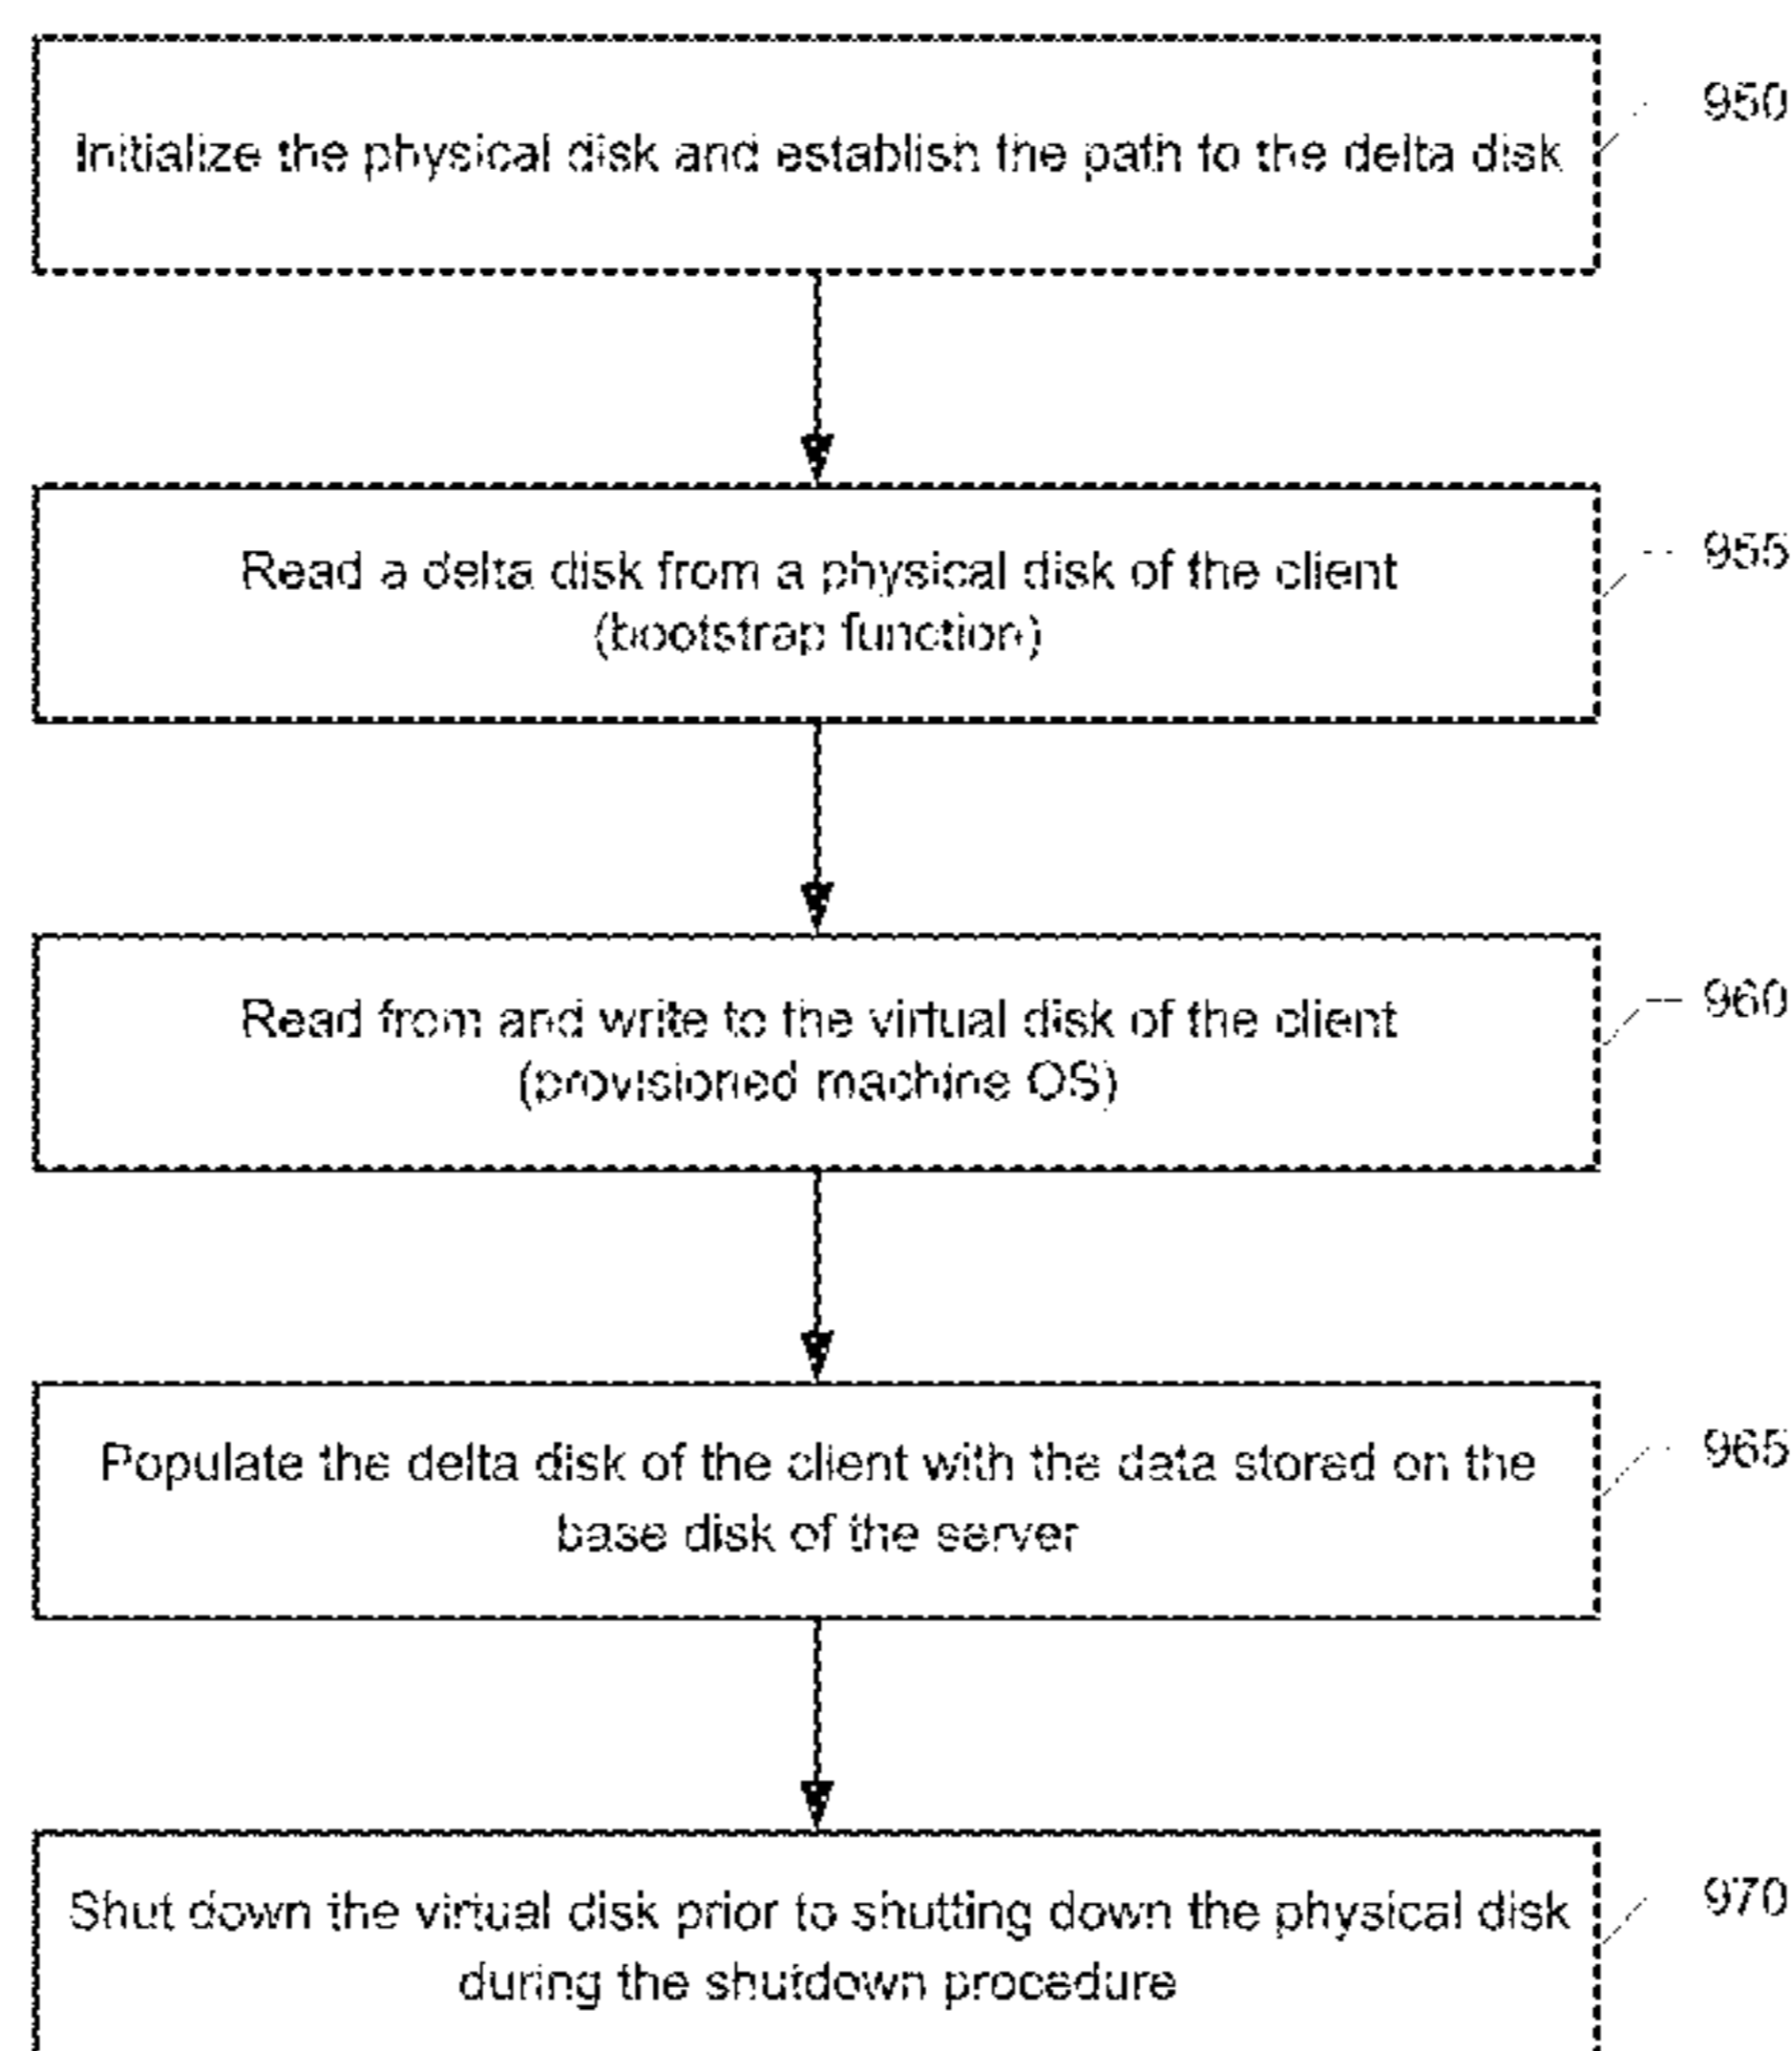 Initialize the physical disk and establish the path to the delta disk
950
Read a delta disk from a physical disk of the client
(bootstrap function)
955
Read from and write to the virtual disk of the client
(provisioned machine OS)
960
Populate the delta disk of the client with the data stored on the
base disk of the server
965
Shut down the virtual disk prior to shutting down the physical disk
during the shutdown procedure
970